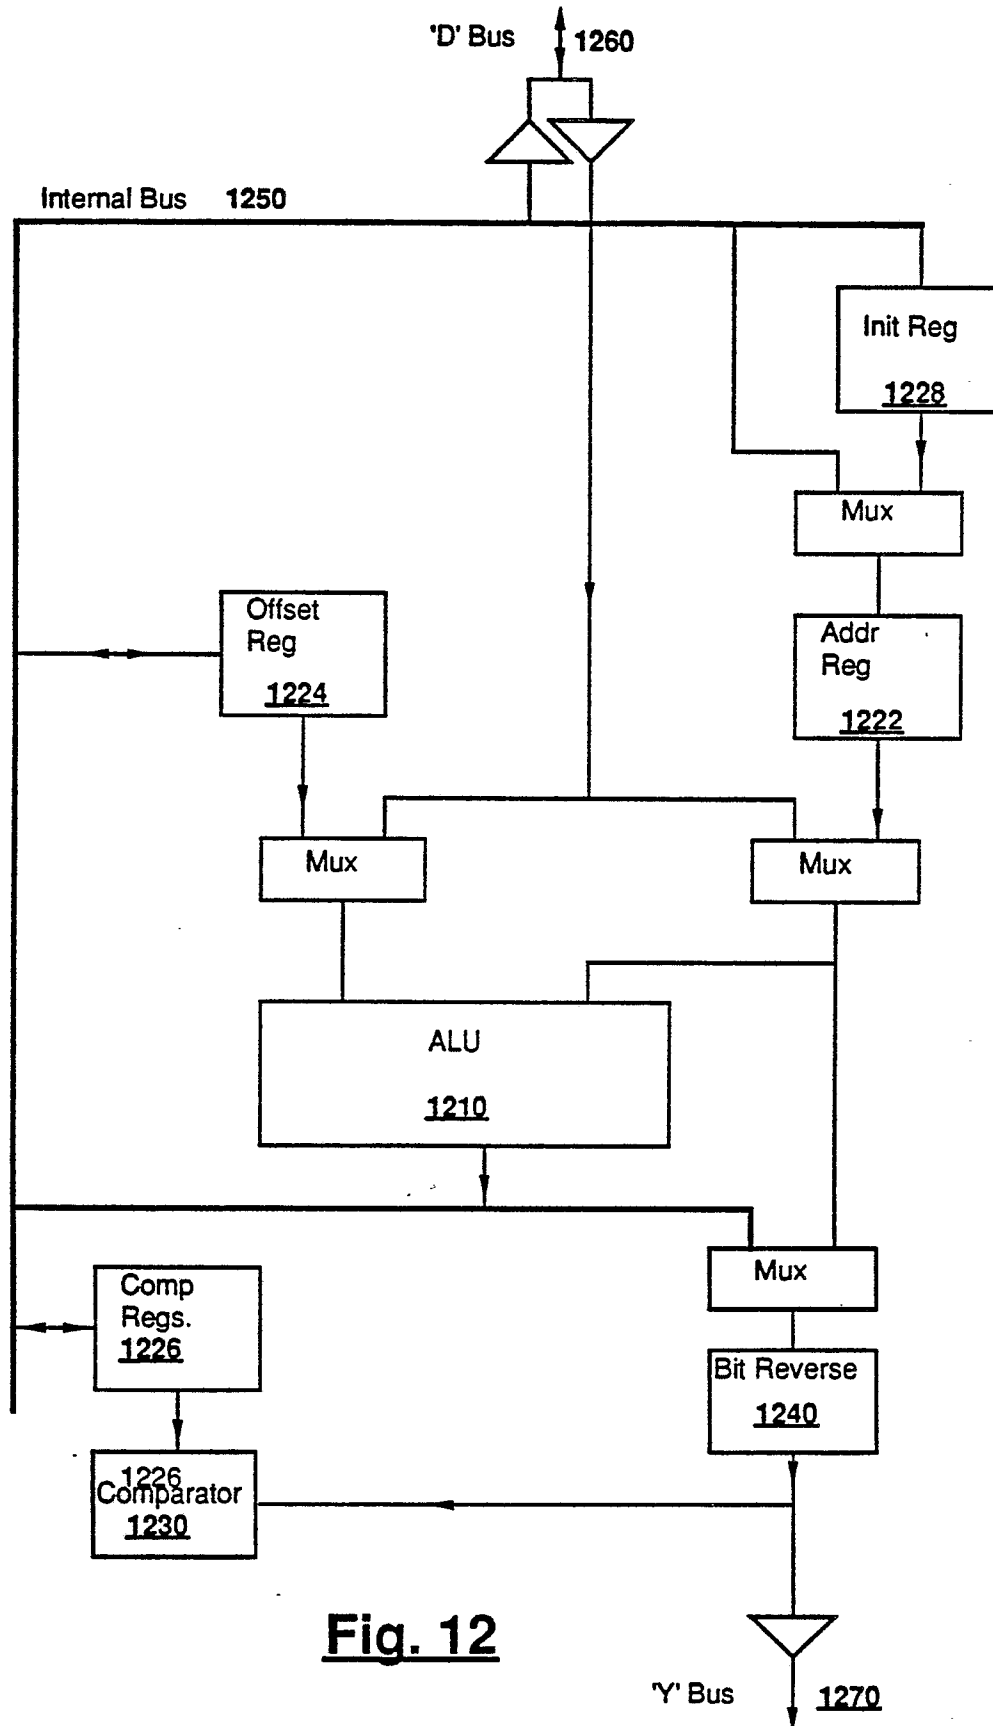 'D' Bus 1260
Internal Bus 1250
Init Reg
1228
Mux
Offset
Reg
1224
Addr
Reg
1222
Mux
Mux
ALU
1210
Mux
Comp
Regs.
1226
Bit Reverse
1240
1226
Comparator
1230
Fig. 12
'Y' Bus 1270